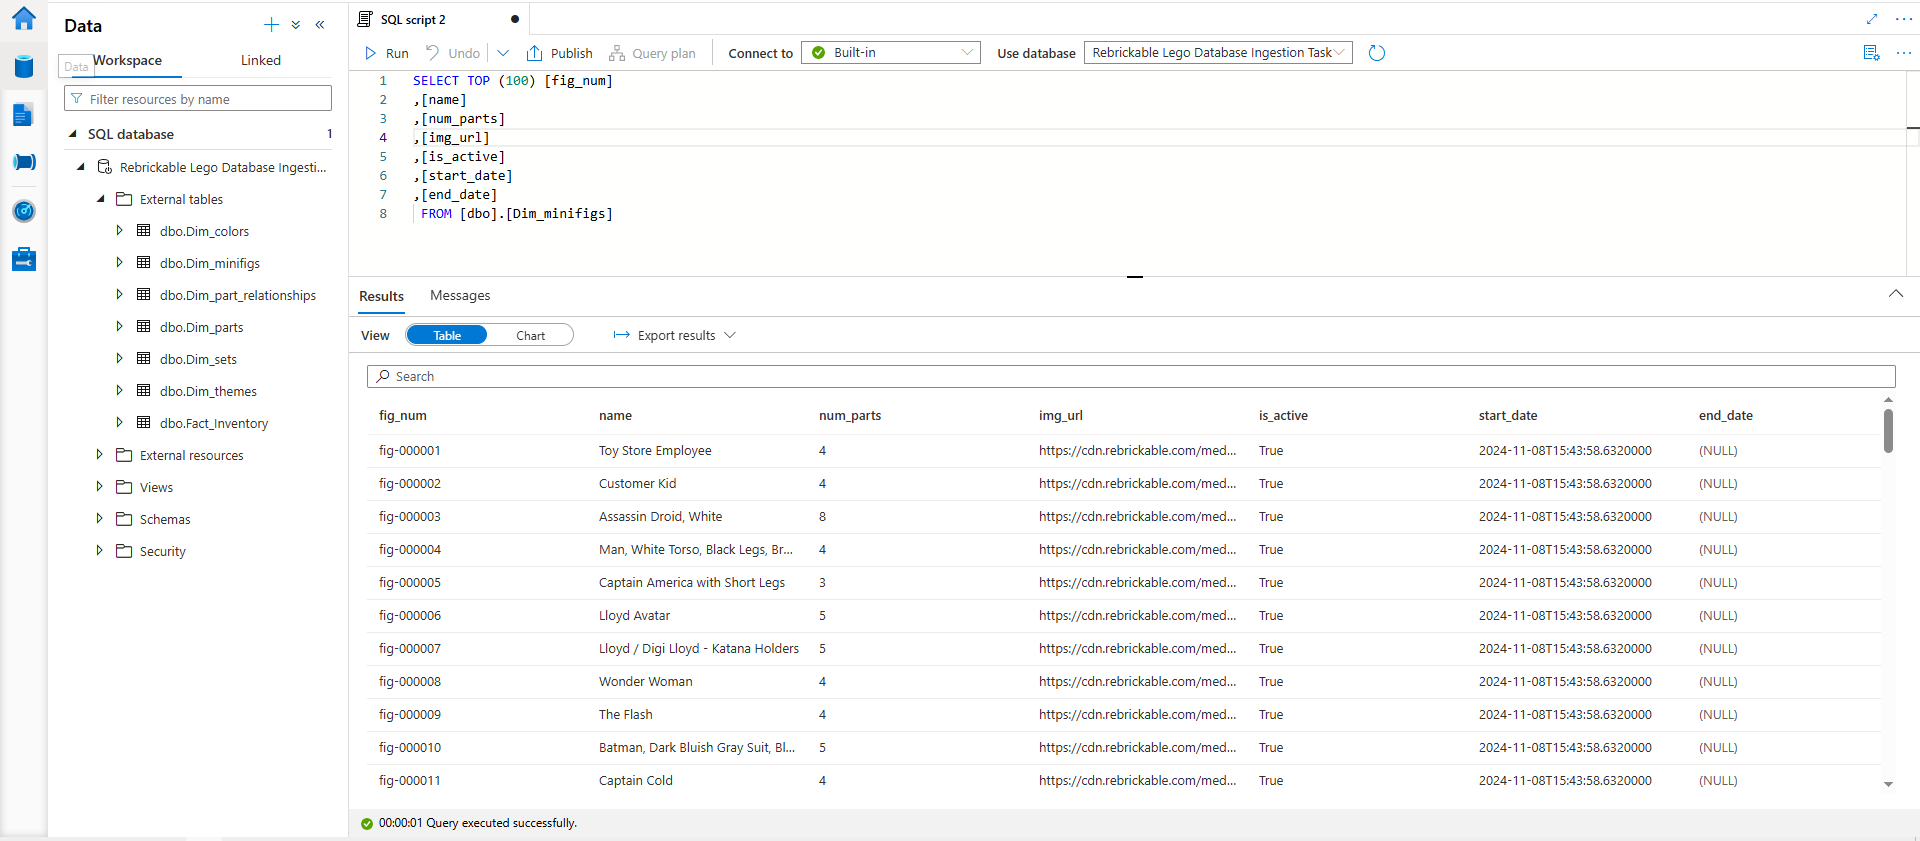 Data
Data
Workspace
Linked
Filter resources by name
SQL database
1
Rebrickable Lego Database Ingesti...
External tables
dbo.Dim_colors
dbo.Dim_minifigs
dbo.Dim_part_relationships
dbo.Dim_parts
dbo.Dim_sets
dbo.Dim_themes
dbo.Fact_Inventory
External resources
Views
Schemas
Security
SQL script 2
Run Undo Publish Query plan Connect to Built-in Use database Rebrickable Lego Database Ingestion Task
1 SELECT TOP (100) [fig_num]
2 ,[name]
3 ,[num_parts]
4 ,[img_url]
5 ,[is_active]
6 ,[start_date]
7 ,[end_date]
8 FROM [dbo].[Dim_minifigs]
Results Messages
View Table Chart Export results
Search
fig_num name num_parts img_url is_active start_date end_date
fig-000001 Toy Store Employee 4 https://cdn.rebrickable.com/med... True 2024-11-08T15:43:58.6320000 (NULL)
fig-000002 Customer Kid 4 https://cdn.rebrickable.com/med... True 2024-11-08T15:43:58.6320000 (NULL)
fig-000003 Assassin Droid, White 8 https://cdn.rebrickable.com/med... True 2024-11-08T15:43:58.6320000 (NULL)
fig-000004 Man, White Torso, Black Legs, Br... 4 https://cdn.rebrickable.com/med... True 2024-11-08T15:43:58.6320000 (NULL)
fig-000005 Captain America with Short Legs 3 https://cdn.rebrickable.com/med... True 2024-11-08T15:43:58.6320000 (NULL)
fig-000006 Lloyd Avatar 5 https://cdn.rebrickable.com/med... True 2024-11-08T15:43:58.6320000 (NULL)
fig-000007 Lloyd / Digi Lloyd - Katana Holders 5 https://cdn.rebrickable.com/med... True 2024-11-08T15:43:58.6320000 (NULL)
fig-000008 Wonder Woman 4 https://cdn.rebrickable.com/med... True 2024-11-08T15:43:58.6320000 (NULL)
fig-000009 The Flash 4 https://cdn.rebrickable.com/med... True 2024-11-08T15:43:58.6320000 (NULL)
fig-000010 Batman, Dark Bluish Gray Suit, Bl... 5 https://cdn.rebrickable.com/med... True 2024-11-08T15:43:58.6320000 (NULL)
fig-000011 Captain Cold 4 https://cdn.rebrickable.com/med... True 2024-11-08T15:43:58.6320000 (NULL)
00:00:01 Query executed successfully.